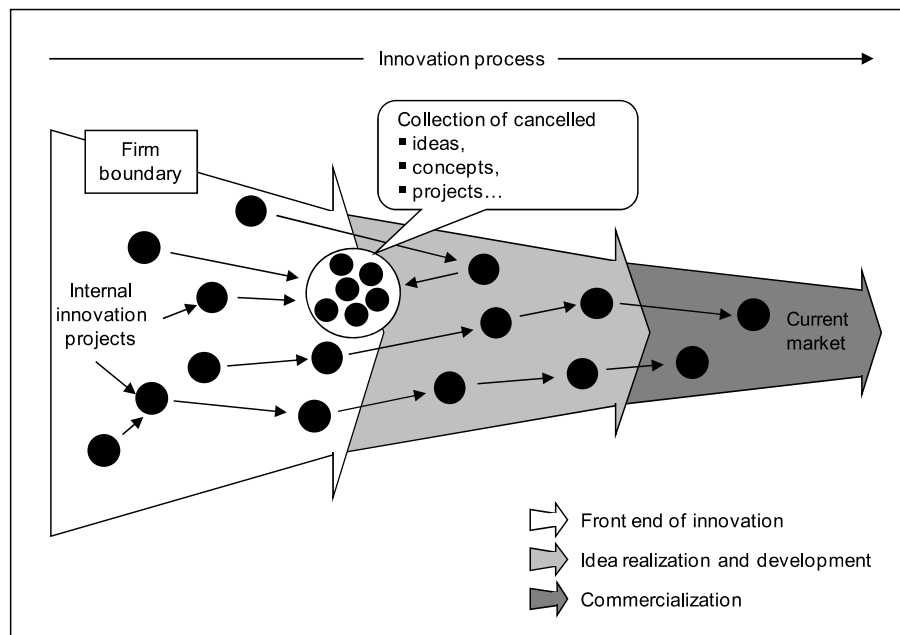 Innovation process
Collection of cancelled
▪ ideas,
▪ concepts,
▪ projects…
Firm
boundary
Internal
innovation
projects
Current
market
Front end of innovation
Idea realization and development
Commercialization